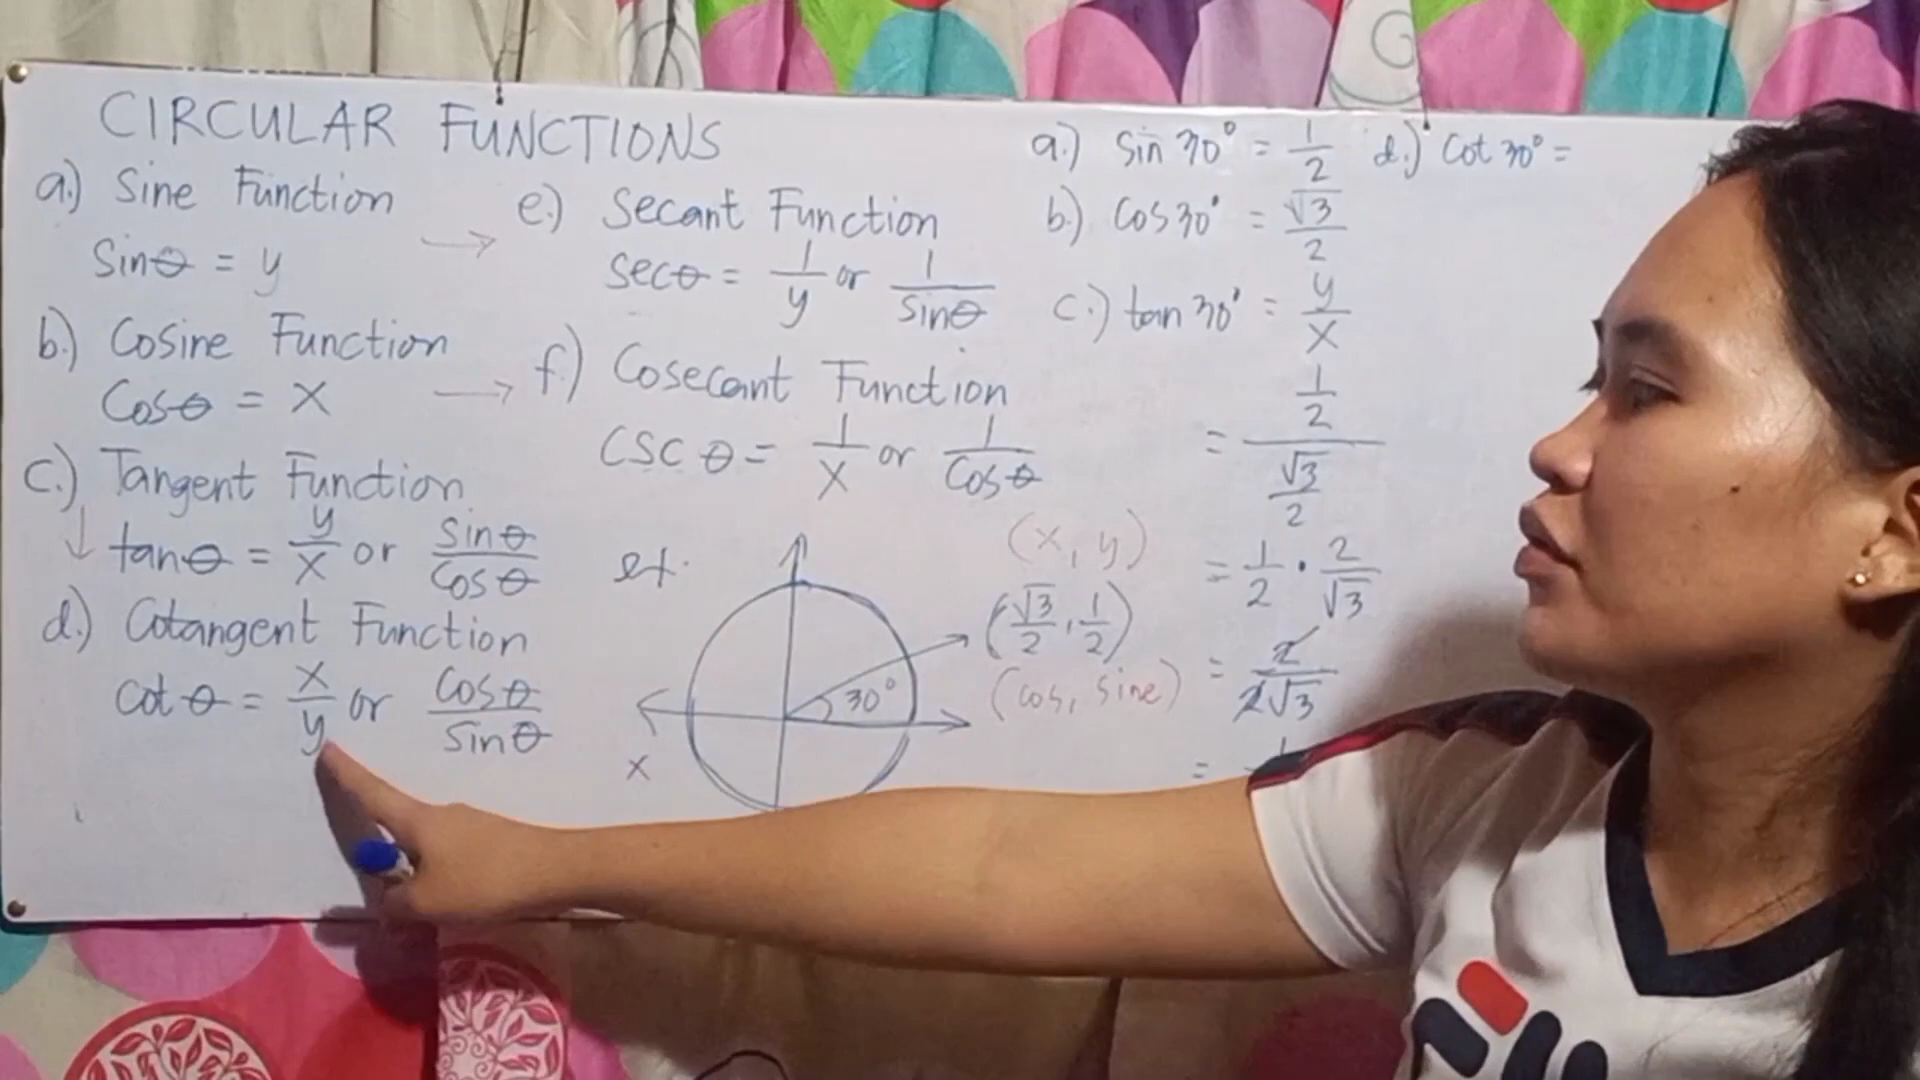 CIRCULAR FUNCTIONS
a.) Sine Function
Sinθ = y
b.) Cosine Function
Cosθ = x
c.) Tangent Function
tanθ = y/x or Sinθ/Cosθ
d.) Cotangent Function
Cot θ = x/y or Cosθ/Sinθ
e.) Secant Function
Secθ = 1/y or 1/Sinθ
f.) Cosecant Function
CSC θ = 1/x or 1/Cosθ
(x, y)
(√3/2, 1/2)
(cos, sine)
30°
x
a.) Sin 30° = 1/2
b.) Cos 30° = √3/2
c.) tan 30° = y/x
= 1/2 / √3/2
= 1/2 · 2/√3
= 2/2√3
=
d.) Cot 30° =